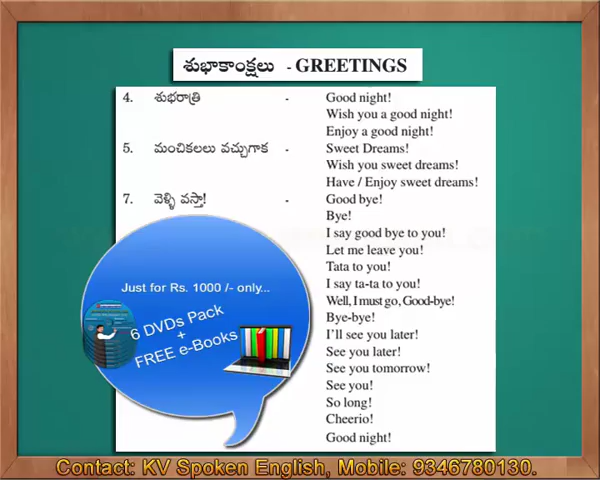 శుభాకాంక్షలు - GREETINGS
4. శుభరాత్రి - Good night!
Wish you a good night!
Enjoy a good night!
5. మంచికలలు వచ్చుగాక - Sweet Dreams!
Wish you sweet dreams!
Have / Enjoy sweet dreams!
7. వెళ్ళి వస్తా! - Good bye!
Bye!
I say good bye to you!
Let me leave you!
Tata to you!
I say ta-ta to you!
Well, I must go, Good-bye!
Bye-bye!
I'll see you later!
See you later!
See you tomorrow!
See you!
So long!
Cheerio!
Good night!
Just for Rs. 1000 /- only...
6 DVDs Pack
+
FREE e-Books
Contact: KV Spoken English, Mobile: 9346780130.